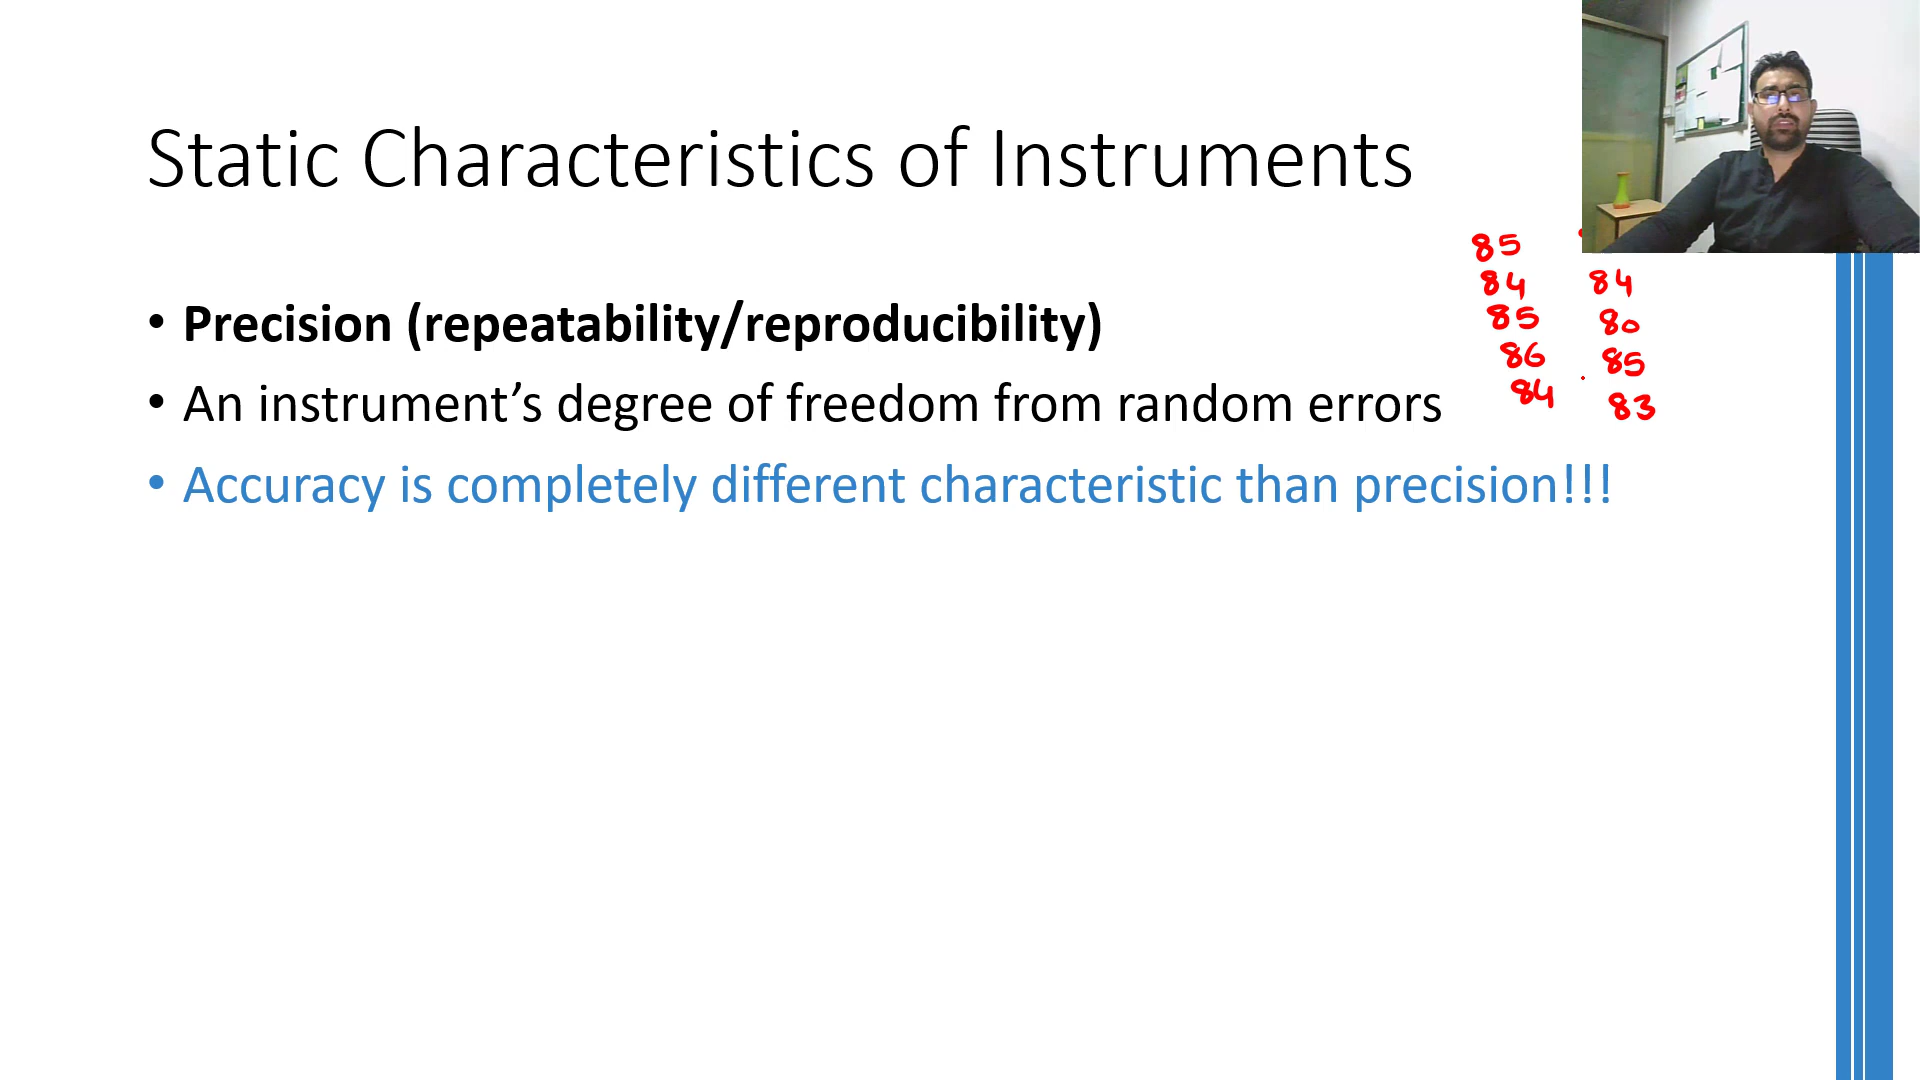 Static Characteristics of Instruments
85
84 84
85 80
86 85
84 83
• Precision (repeatability/reproducibility)
• An instrument’s degree of freedom from random errors
• Accuracy is completely different characteristic than precision!!!